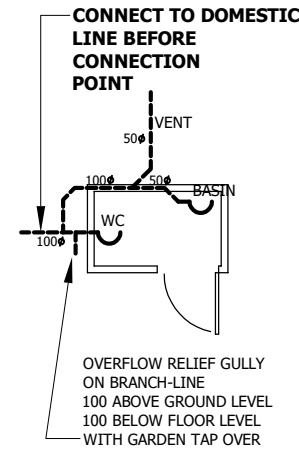 CONNECT TO DOMESTIC
LINE BEFORE
CONNECTION
POINT
VENT
50ø
100ø
50ø
BASIN
WC
100ø
OVERFLOW RELIEF GULLY
ON BRANCH-LINE
100 ABOVE GROUND LEVEL
100 BELOW FLOOR LEVEL
WITH GARDEN TAP OVER